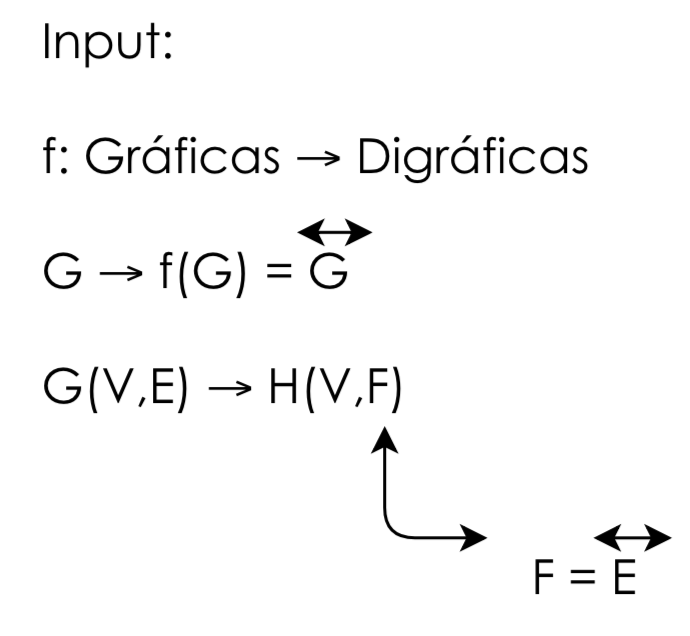 Input:
f: Gráficas → Digráficas
G → f(G) = G⃡
G(V,E) → H(V,F)
F = E⃡